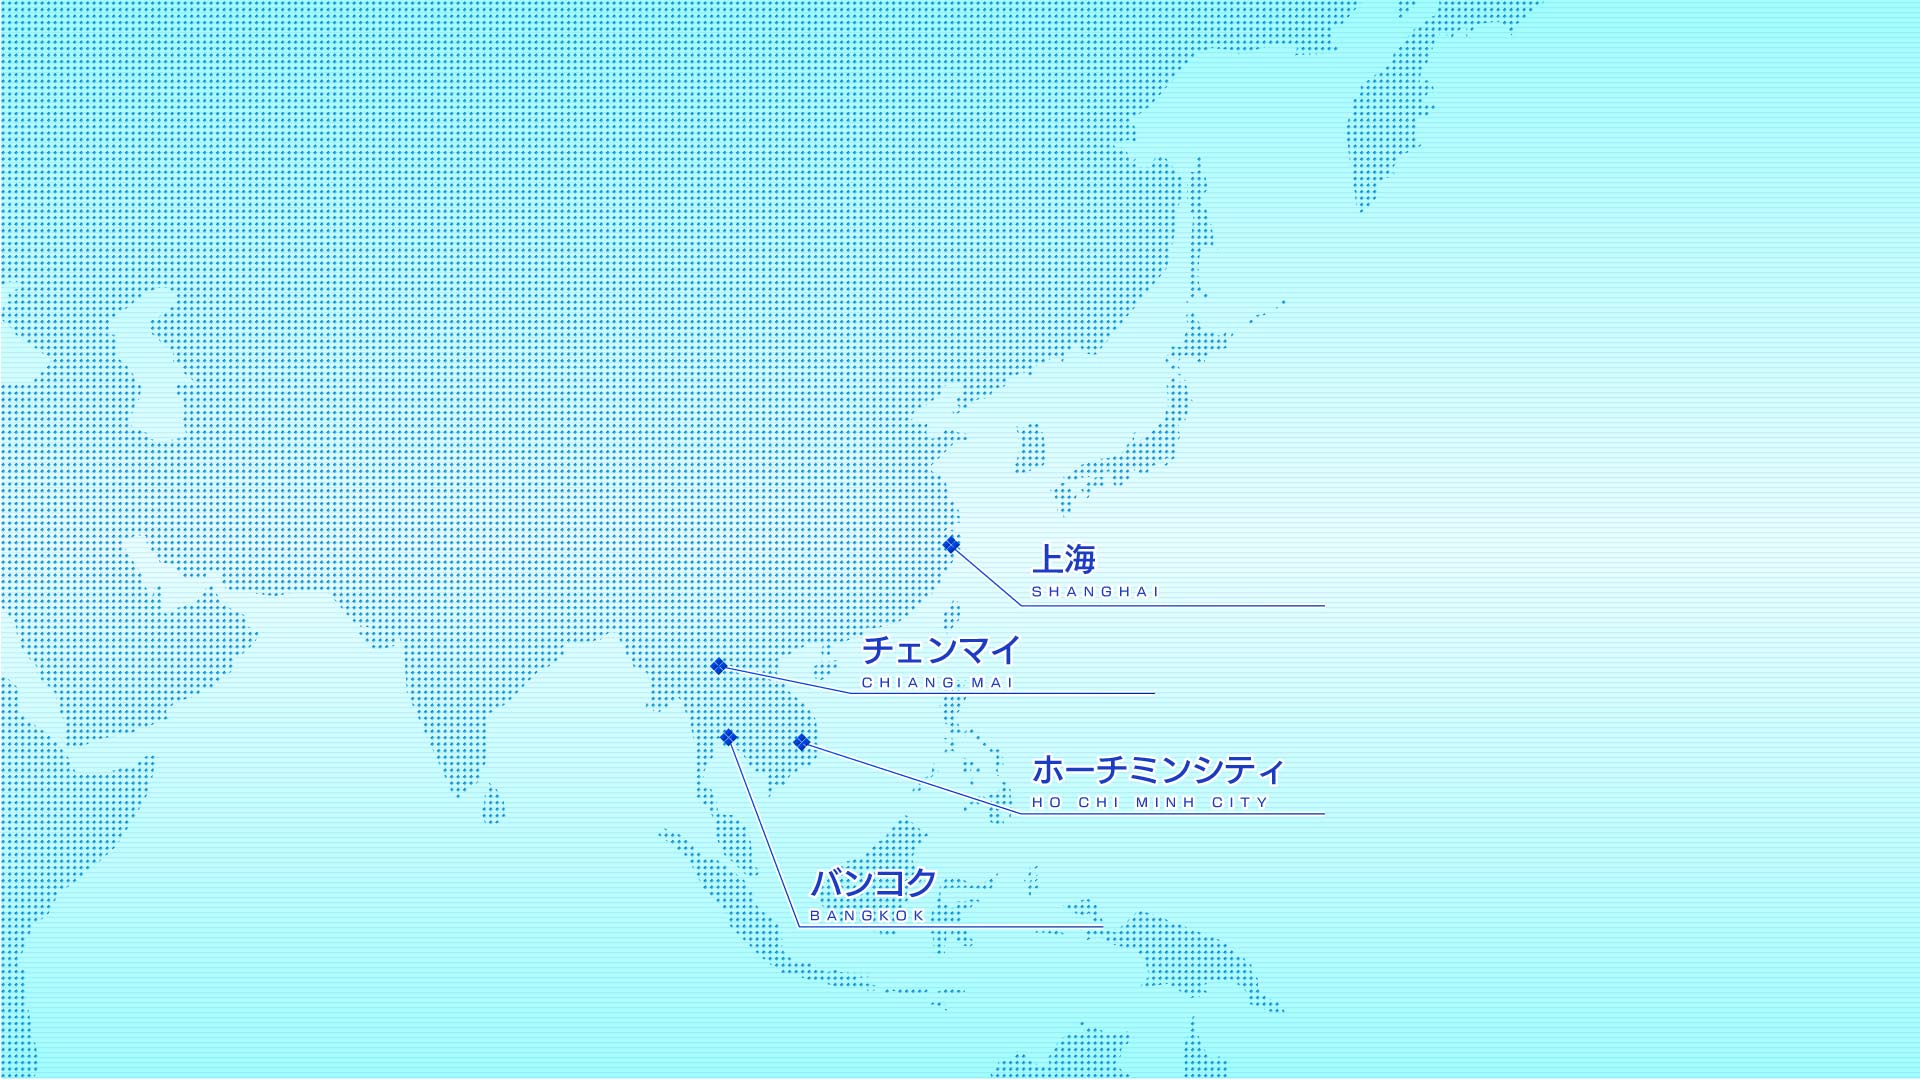 上海
SHANGHAI
チェンマイ
CHIANG MAI
ホーチミンシティ
HO CHI MINH CITY
バンコク
BANGKOK